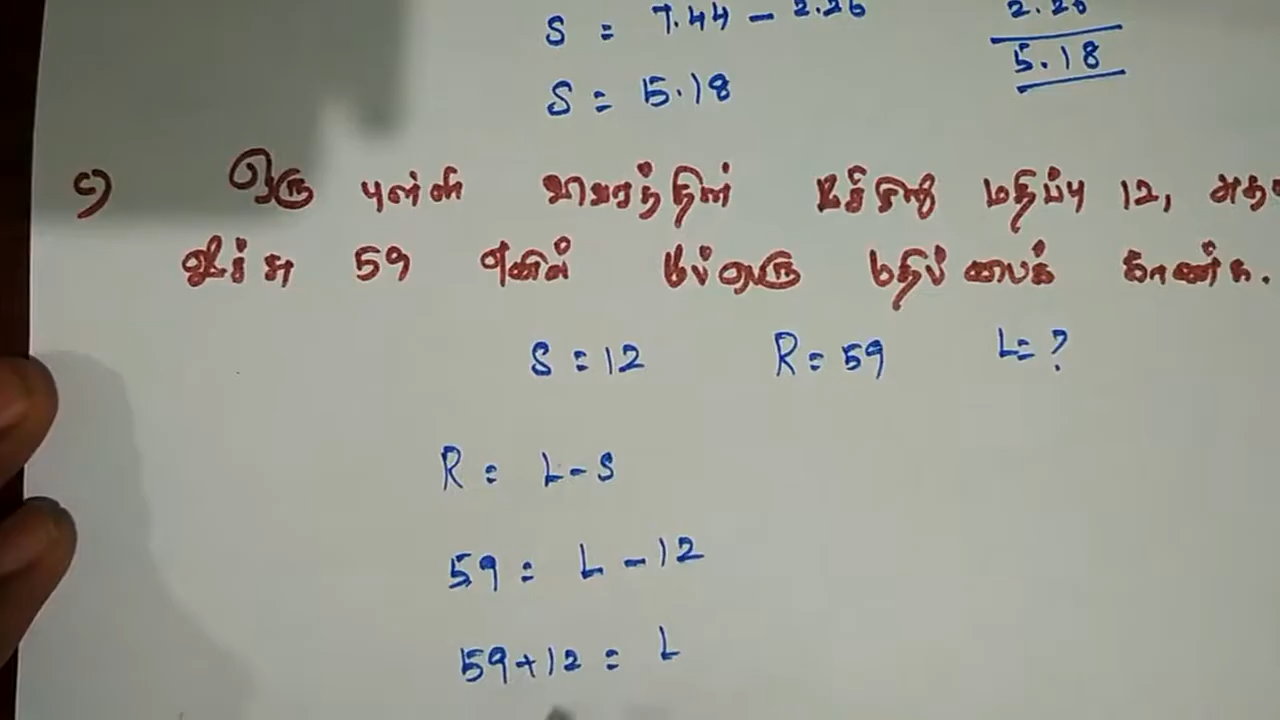 S = 7.44 - 2.26 2.26
S = 5.18 5.18
ஒரு புள்ளி விவரத்தின் மிகச்சிறு மதிப்பு 12, அத
வீச்சு 59 எனில் மீப்பெரு மதிப்பைக் காண்க.
S = 12 R = 59 L = ?
R = L - S
59 = L - 12
59 + 12 = L